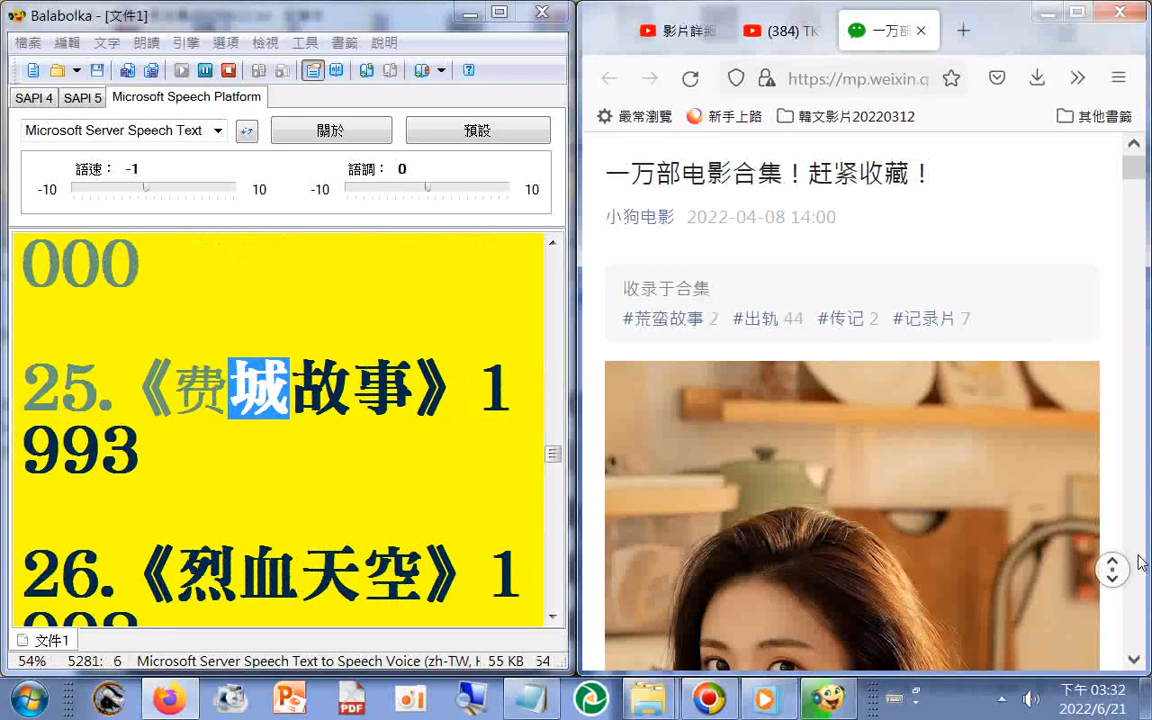 Balabolka - [文件1]
檔案 編輯 文字 朗讀 引擎 選項 檢視 工具 書籤 說明
SAPI 4 SAPI 5 Microsoft Speech Platform
Microsoft Server Speech Text 關於 預設
語速： -1 語調： 0
-10 10 -10 10
000
25.《费城故事》1
993
26.《烈血天空》1
文件1
54% 5281: 6 Microsoft Server Speech Text to Speech Voice (zh-TW, H 55 KB 54
影片詳細 (384) TK 一万部
https://mp.weixin.q
最常瀏覽 新手上路 韓文影片20220312 其他書籤
一万部电影合集！赶紧收藏！
小狗电影 2022-04-08 14:00
收录于合集
#荒蛮故事 2 #出轨 44 #传记 2 #记录片 7
PDF
下午 03:32
2022/6/21